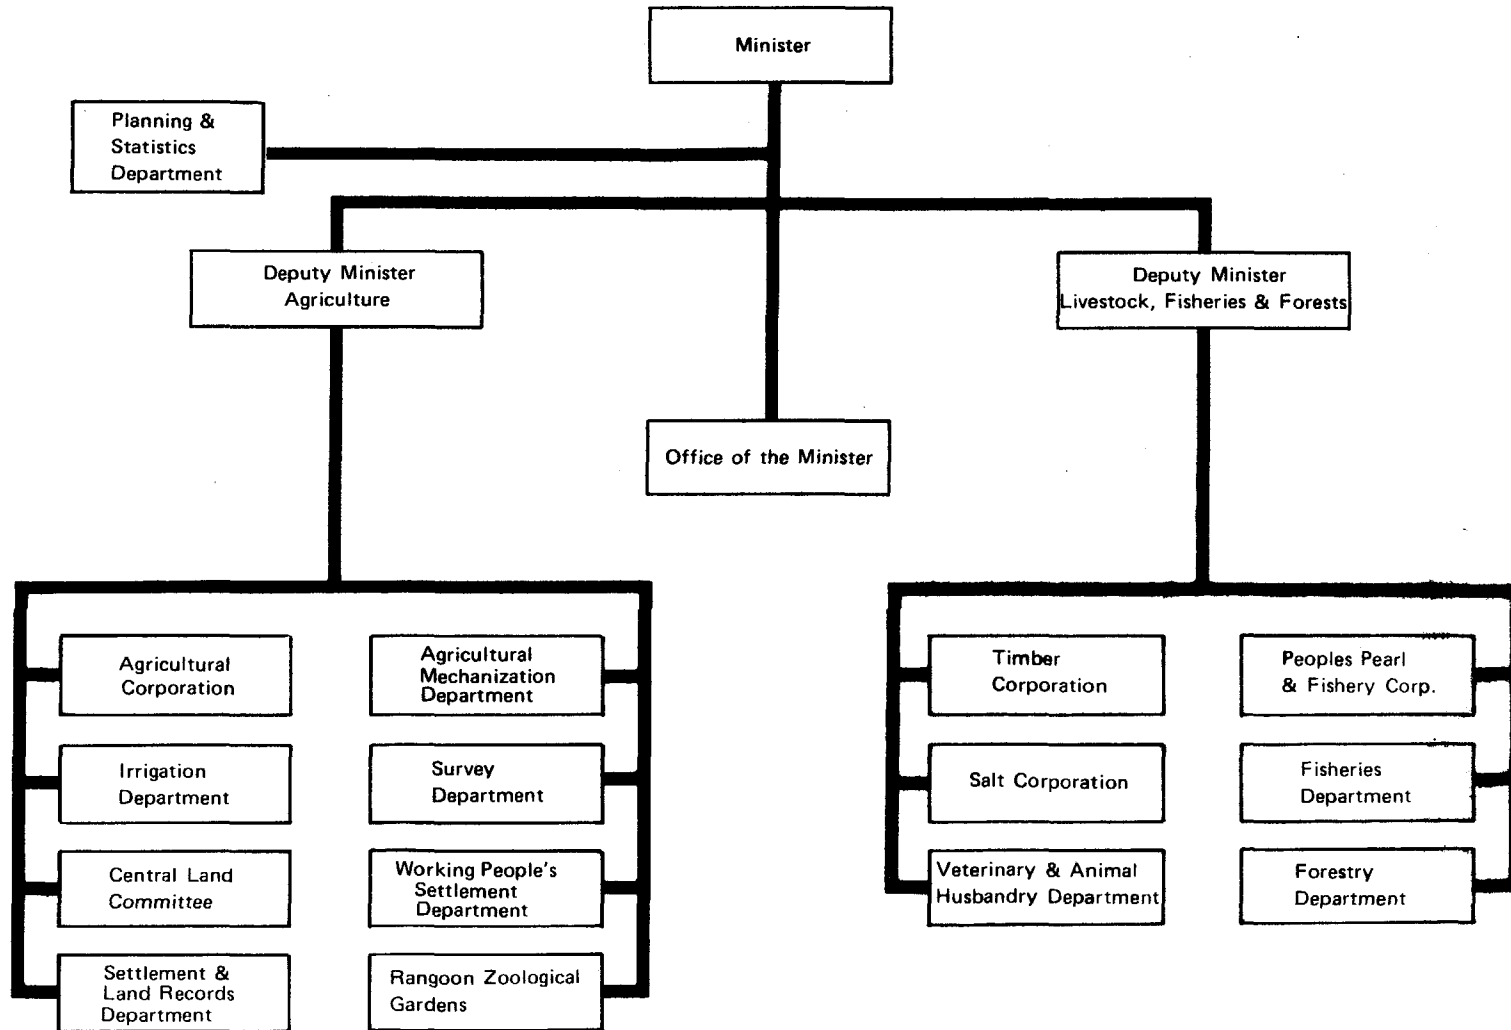 Minister
Planning &
Statistics
Department
Deputy Minister
Agriculture
Deputy Minister
Livestock, Fisheries & Forests
Office of the Minister
Agricultural
Corporation
Agricultural
Mechanization
Department
Timber
Corporation
Peoples Pearl
& Fishery Corp.
Irrigation
Department
Survey
Department
Salt Corporation
Fisheries
Department
Central Land
Committee
Working People's
Settlement
Department
Veterinary & Animal
Husbandry Department
Forestry
Department
Settlement &
Land Records
Department
Rangoon Zoological
Gardens